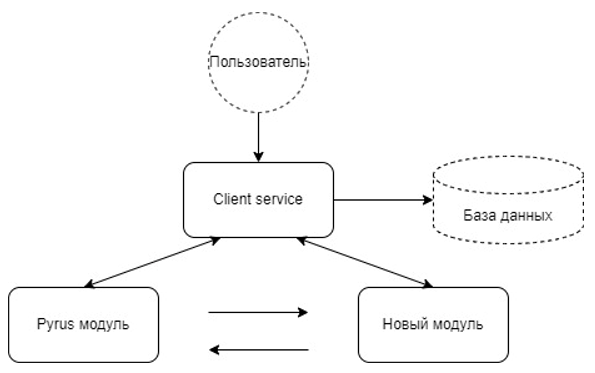 Пользователь
Client service
База данных
Pyrus модуль
Новый модуль